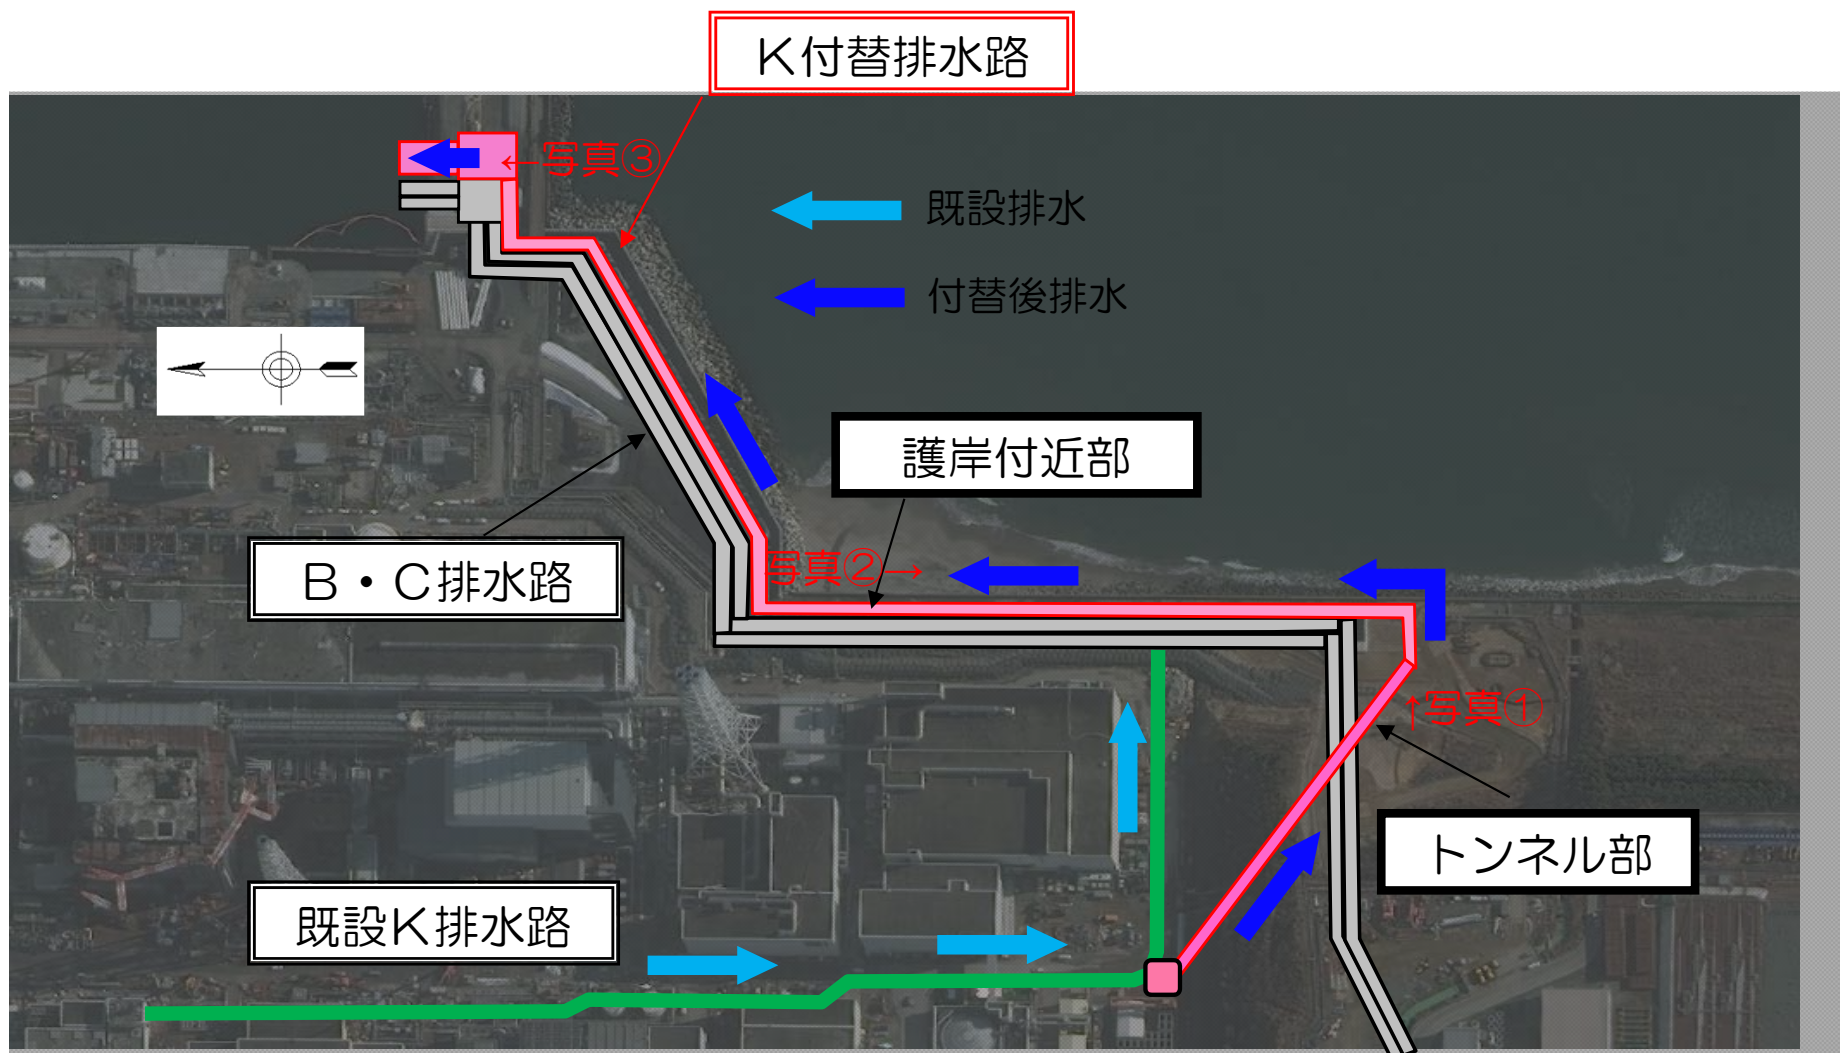 K付替排水路
←写真③
既設排水
付替後排水
護岸付近部
B・C排水路
写真②→
↑写真①
トンネル部
既設K排水路